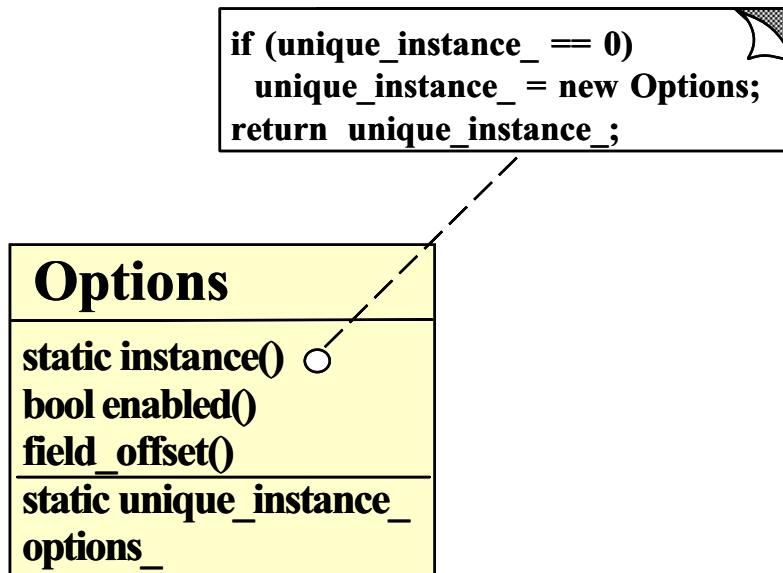 if (unique_instance_ == 0)
unique_instance_ = new Options;
return unique_instance_;
Options
static instance()
bool enabled()
field_offset()
static unique_instance_
options_